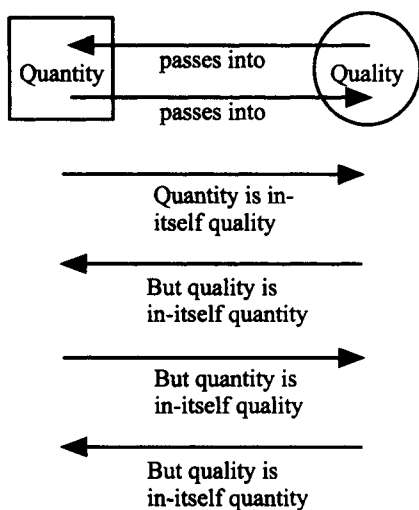 passes into
Quantity Quality
passes into
Quantity is in-
itself quality
But quality is
in-itself quantity
But quantity is
in-itself quality
But quality is
in-itself quantity